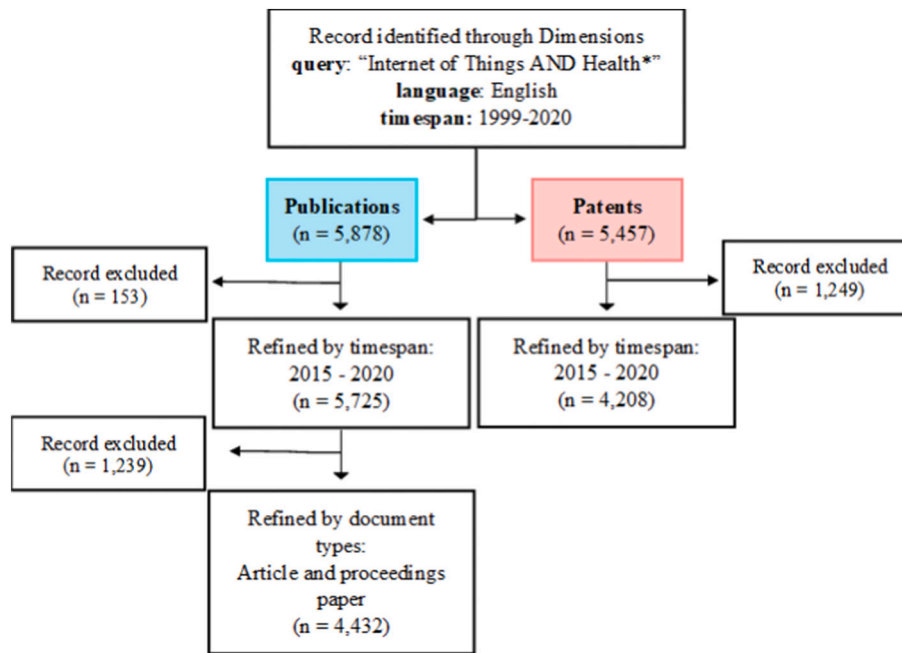 Record identified through Dimensions
query: “Internet of Things AND Health*”
language: English
timespan: 1999-2020
Publications
(n = 5,878)
Patents
(n = 5,457)
Record excluded
(n = 153)
Record excluded
(n = 1,249)
Refined by timespan:
2015 - 2020
(n = 5,725)
Refined by timespan:
2015 - 2020
(n = 4,208)
Record excluded
(n = 1,239)
Refined by document
types:
Article and proceedings
paper
(n = 4,432)